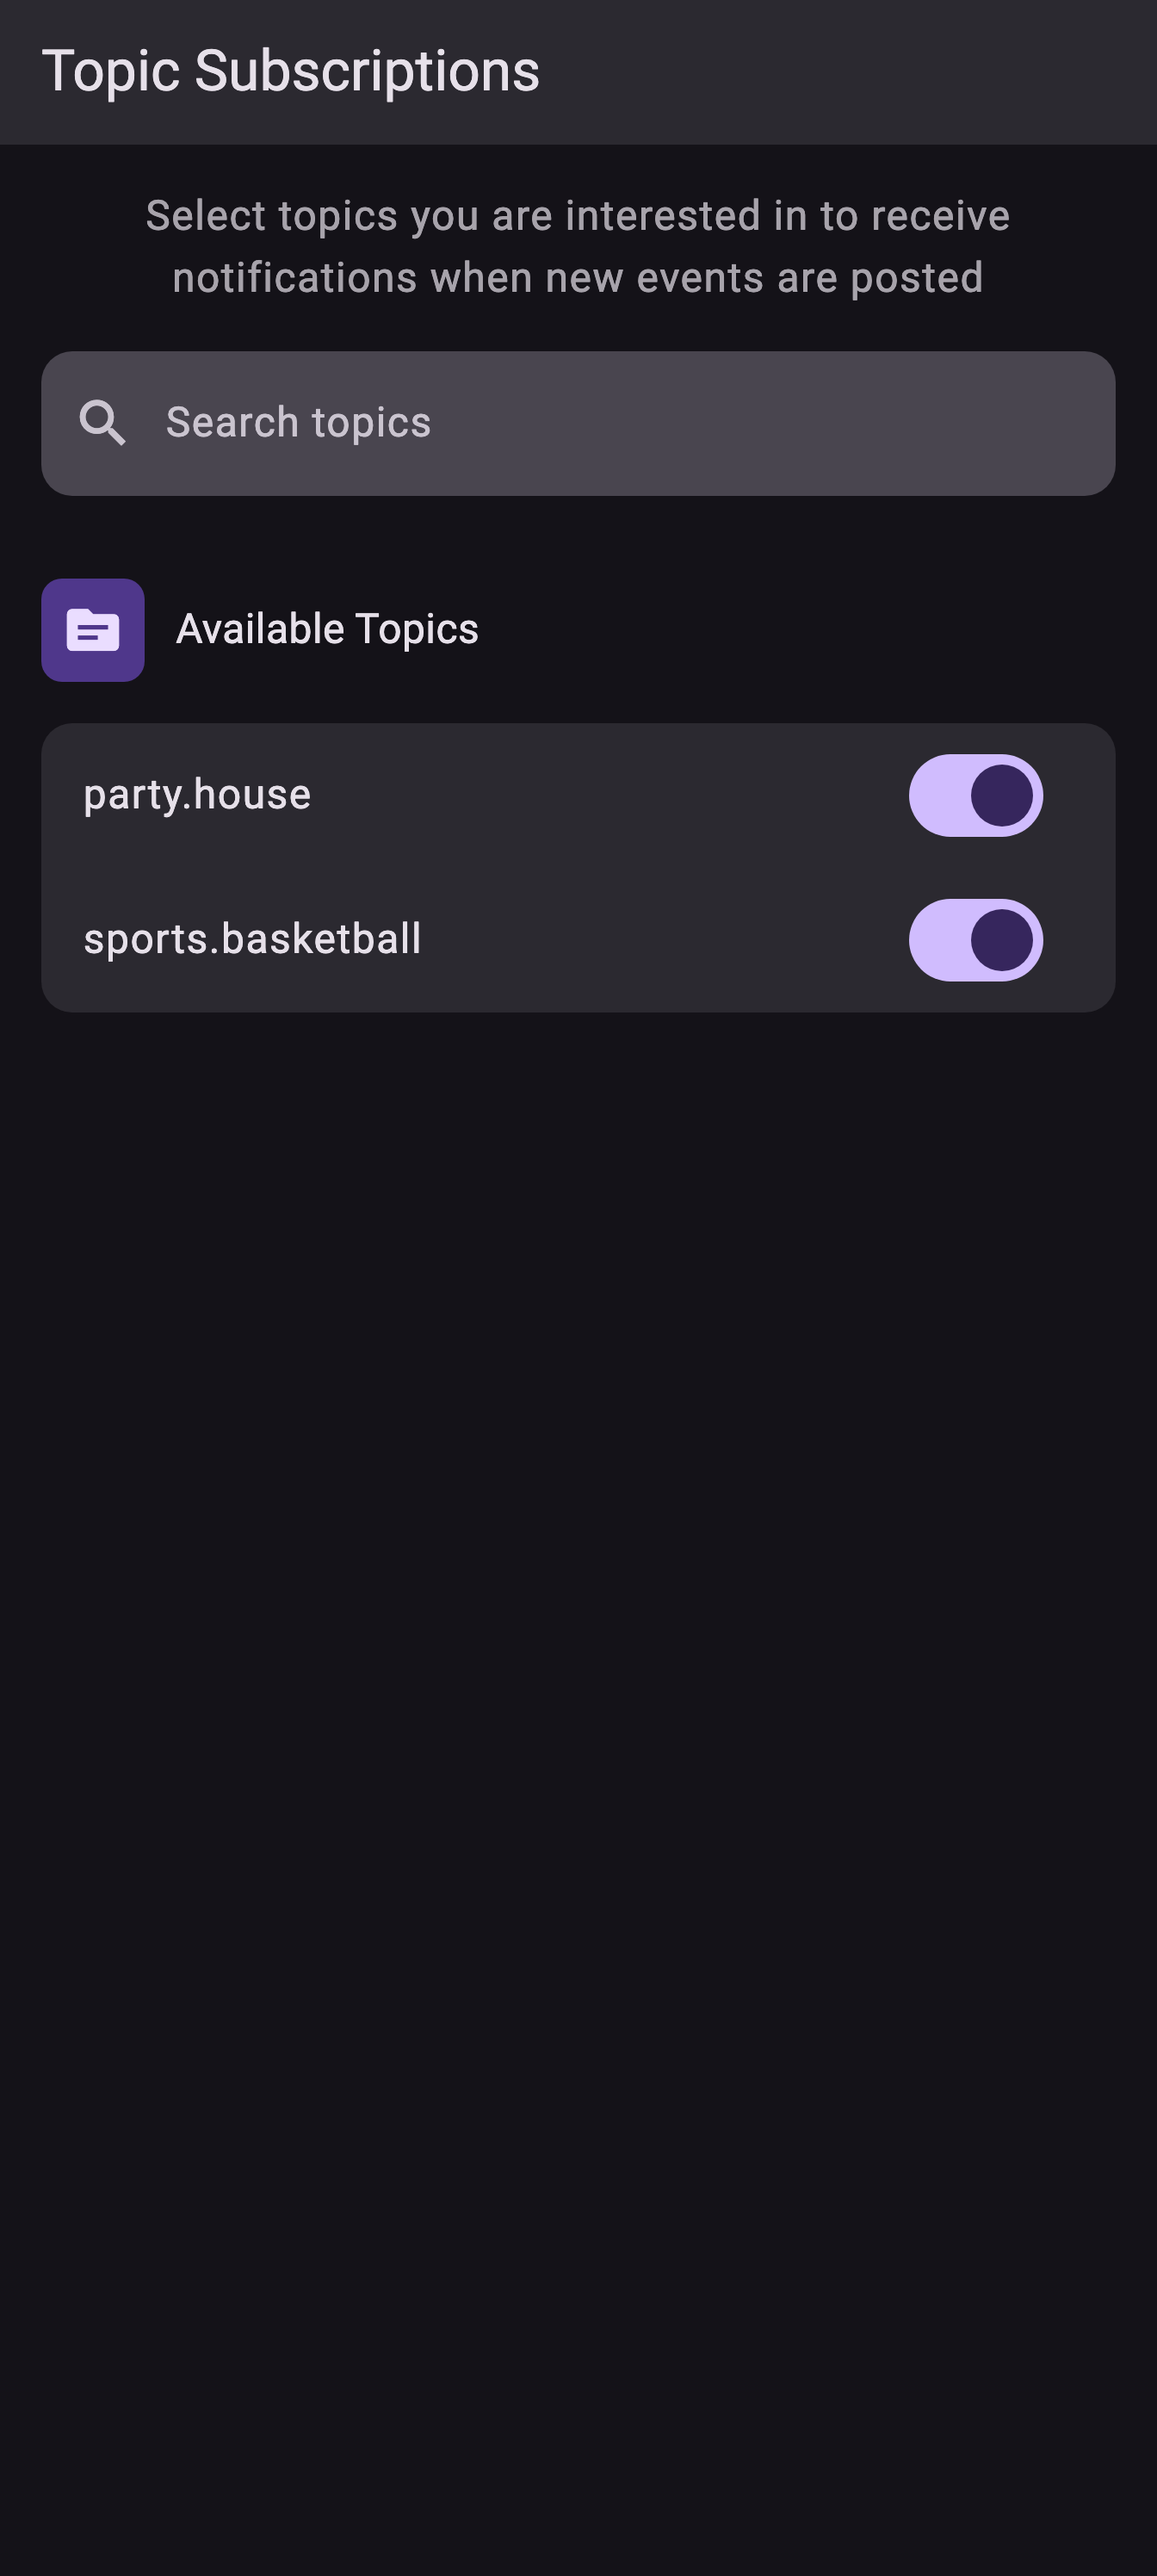 Topic Subscriptions
Select topics you are interested in to receive
notifications when new events are posted
Search topics
Available Topics
party.house
sports.basketball